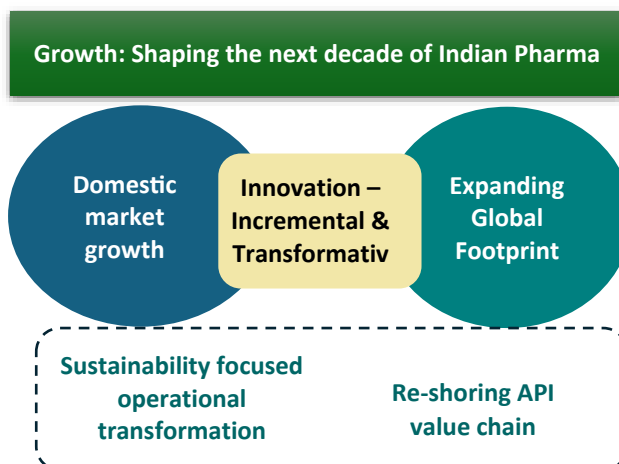 Growth: Shaping the next decade of Indian Pharma
Domestic
market
growth
Innovation –
Incremental &
Transformativ
Expanding
Global
Footprint
Sustainability focused
operational
transformation
Re-shoring API
value chain